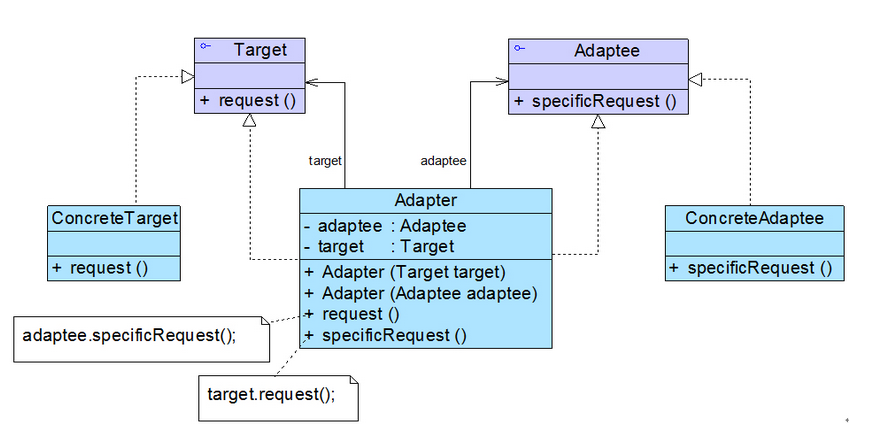 Target
+ request ()
Adaptee
+ specificRequest ()
target
adaptee
ConcreteTarget
+ request ()
Adapter
- adaptee : Adaptee
- target : Target
+ Adapter (Target target)
+ Adapter (Adaptee adaptee)
+ request ()
+ specificRequest ()
ConcreteAdaptee
+ specificRequest ()
adaptee.specificRequest();
target.request();